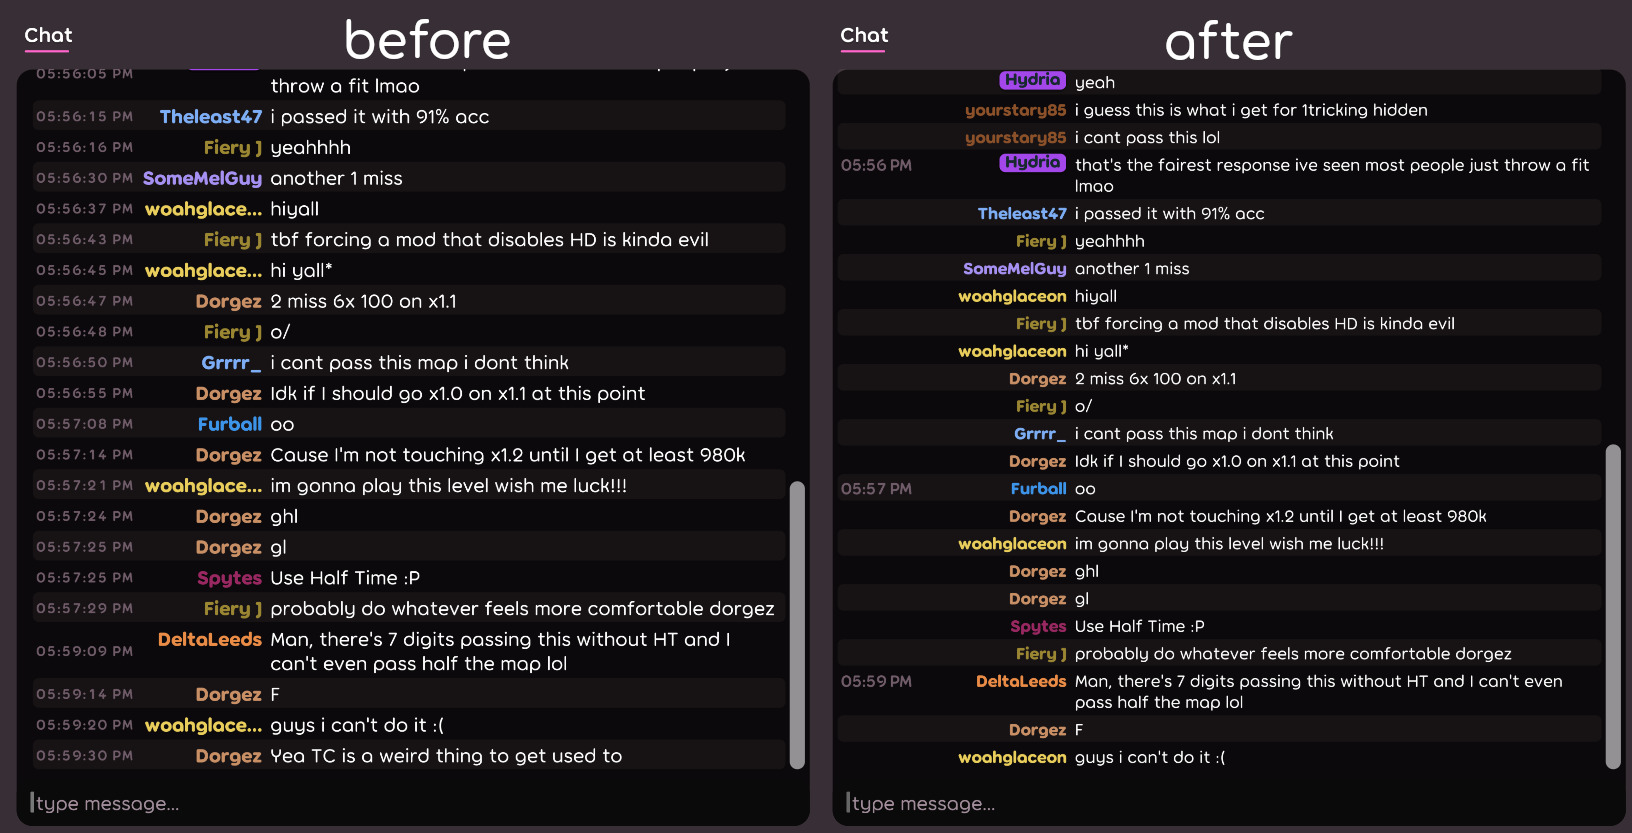 Chat
before
05:56:05 PM
throw a fit lmao
05:56:15 PM Theleast47 i passed it with 91% acc
05:56:16 PM Fiery J yeahhhh
05:56:30 PM SomeMelGuy another 1 miss
05:56:37 PM woahglace... hiyall
05:56:43 PM Fiery J tbf forcing a mod that disables HD is kinda evil
05:56:45 PM woahglace... hi yall*
05:56:47 PM Dorgez 2 miss 6x 100 on x1.1
05:56:48 PM Fiery J o/
05:56:50 PM Grrrr_ i cant pass this map i dont think
05:56:55 PM Dorgez Idk if I should go x1.0 on x1.1 at this point
05:57:08 PM Furball oo
05:57:14 PM Dorgez Cause I'm not touching x1.2 until I get at least 980k
05:57:21 PM woahglace... im gonna play this level wish me luck!!!
05:57:24 PM Dorgez ghl
05:57:25 PM Dorgez gl
05:57:25 PM Spytes Use Half Time :P
05:57:29 PM Fiery J probably do whatever feels more comfortable dorgez
05:59:09 PM DeltaLeeds Man, there's 7 digits passing this without HT and I
can't even pass half the map lol
05:59:14 PM Dorgez F
05:59:20 PM woahglace... guys i can't do it :(
05:59:30 PM Dorgez Yea TC is a weird thing to get used to
type message...
Chat
after
Hydria yeah
yourstory85 i guess this is what i get for 1tricking hidden
yourstory85 i cant pass this lol
05:56 PM Hydria that's the fairest response ive seen most people just throw a fit
lmao
Theleast47 i passed it with 91% acc
Fiery J yeahhhh
SomeMelGuy another 1 miss
woahglaceon hiyall
Fiery J tbf forcing a mod that disables HD is kinda evil
woahglaceon hi yall*
Dorgez 2 miss 6x 100 on x1.1
Fiery J o/
Grrrr_ i cant pass this map i dont think
Dorgez Idk if I should go x1.0 on x1.1 at this point
05:57 PM Furball oo
Dorgez Cause I'm not touching x1.2 until I get at least 980k
woahglaceon im gonna play this level wish me luck!!!
Dorgez ghl
Dorgez gl
Spytes Use Half Time :P
Fiery J probably do whatever feels more comfortable dorgez
05:59 PM DeltaLeeds Man, there's 7 digits passing this without HT and I can't even
pass half the map lol
Dorgez F
woahglaceon guys i can't do it :(
type message...